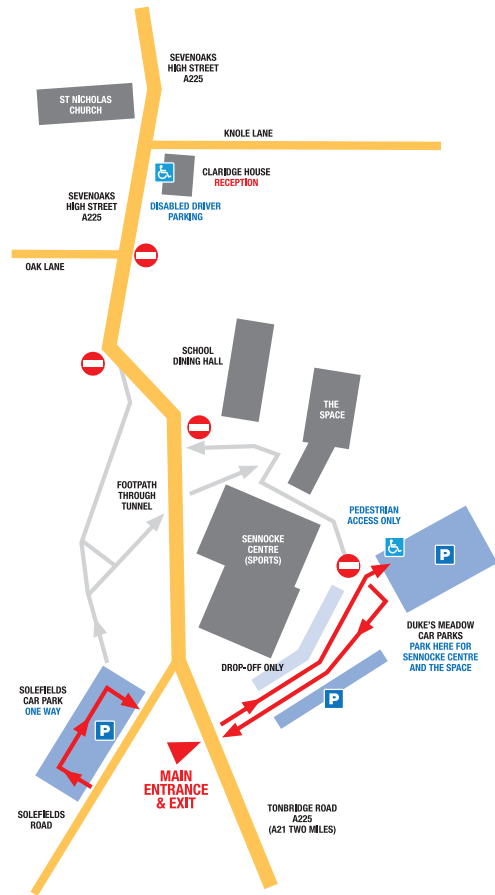 SEVENOAKS
HIGH STREET
A225
ST NICHOLAS
CHURCH
KNOLE LANE
CLARIDGE HOUSE
RECEPTION
DISABLED DRIVER
PARKING
SEVENOAKS
HIGH STREET
A225
OAK LANE
SCHOOL
DINING HALL
THE
SPACE
FOOTPATH
THROUGH
TUNNEL
PEDESTRIAN
ACCESS ONLY
SENNOCKE
CENTRE
(SPORTS)
P
DUKE'S MEADOW
CAR PARKS
PARK HERE FOR
SENNOCKE CENTRE
AND THE SPACE
DROP-OFF ONLY
P
SOLEFIELDS
CAR PARK
ONE WAY
P
MAIN
ENTRANCE
& EXIT
SOLEFIELDS
ROAD
TONBRIDGE ROAD
A225
(A21 TWO MILES)